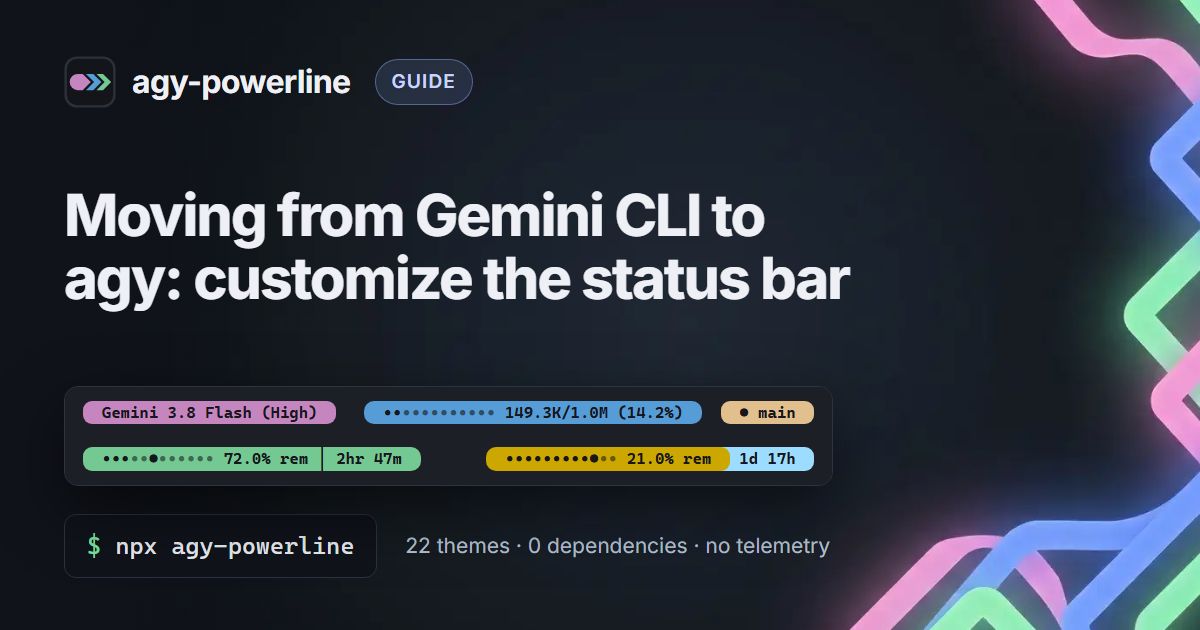 agy-powerline GUIDE
Moving from Gemini CLI to
agy: customize the status bar
Gemini 3.8 Flash (High) 149.3K/1.0M (14.2%) ● main
72.0% rem 2hr 47m 21.0% rem 1d 17h
$ npx agy-powerline 22 themes · 0 dependencies · no telemetry